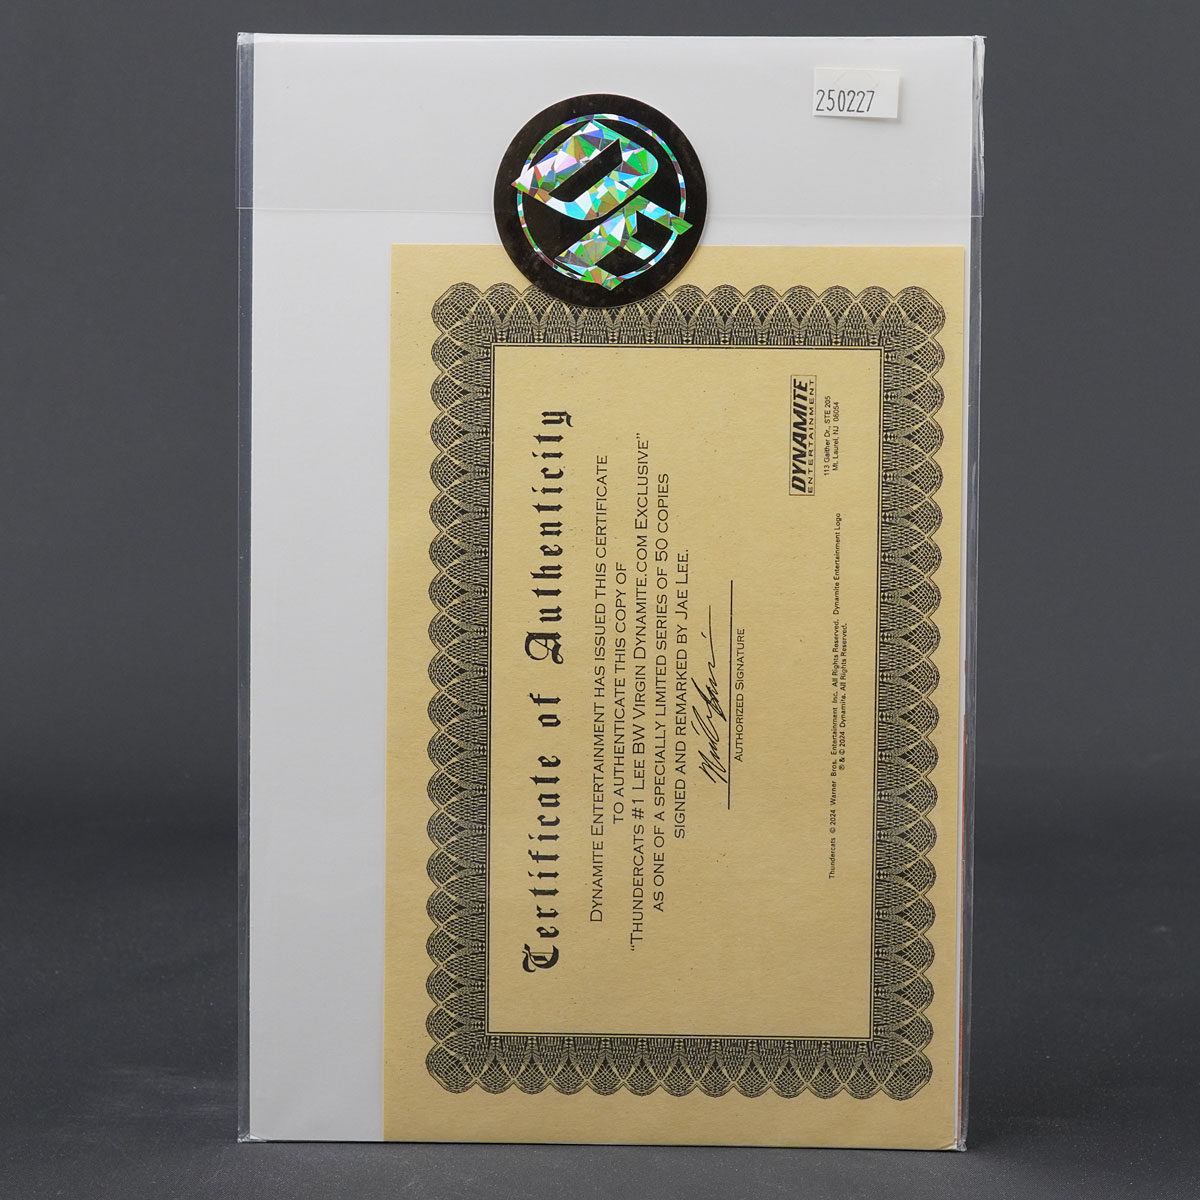 250227
DF
Certificate of Authenticity
DYNAMITE ENTERTAINMENT HAS ISSUED THIS CERTIFICATE
TO AUTHENTICATE THIS COPY OF
“THUNDERCATS #1 LEE BW VIRGIN DYNAMITE.COM EXCLUSIVE”
AS ONE OF A SPECIALLY LIMITED SERIES OF 50 COPIES
SIGNED AND REMARKED BY JAE LEE.
AUTHORIZED SIGNATURE
DYNAMITE
ENTERTAINMENT
113 Gaither Dr., STE 205
Mt. Laurel, NJ 08054
Thundercats © 2024 Warner Bros. Entertainment Inc. All Rights Reserved. Dynamite Entertainment Logo
® & © 2024 Dynamite. All Rights Reserved.